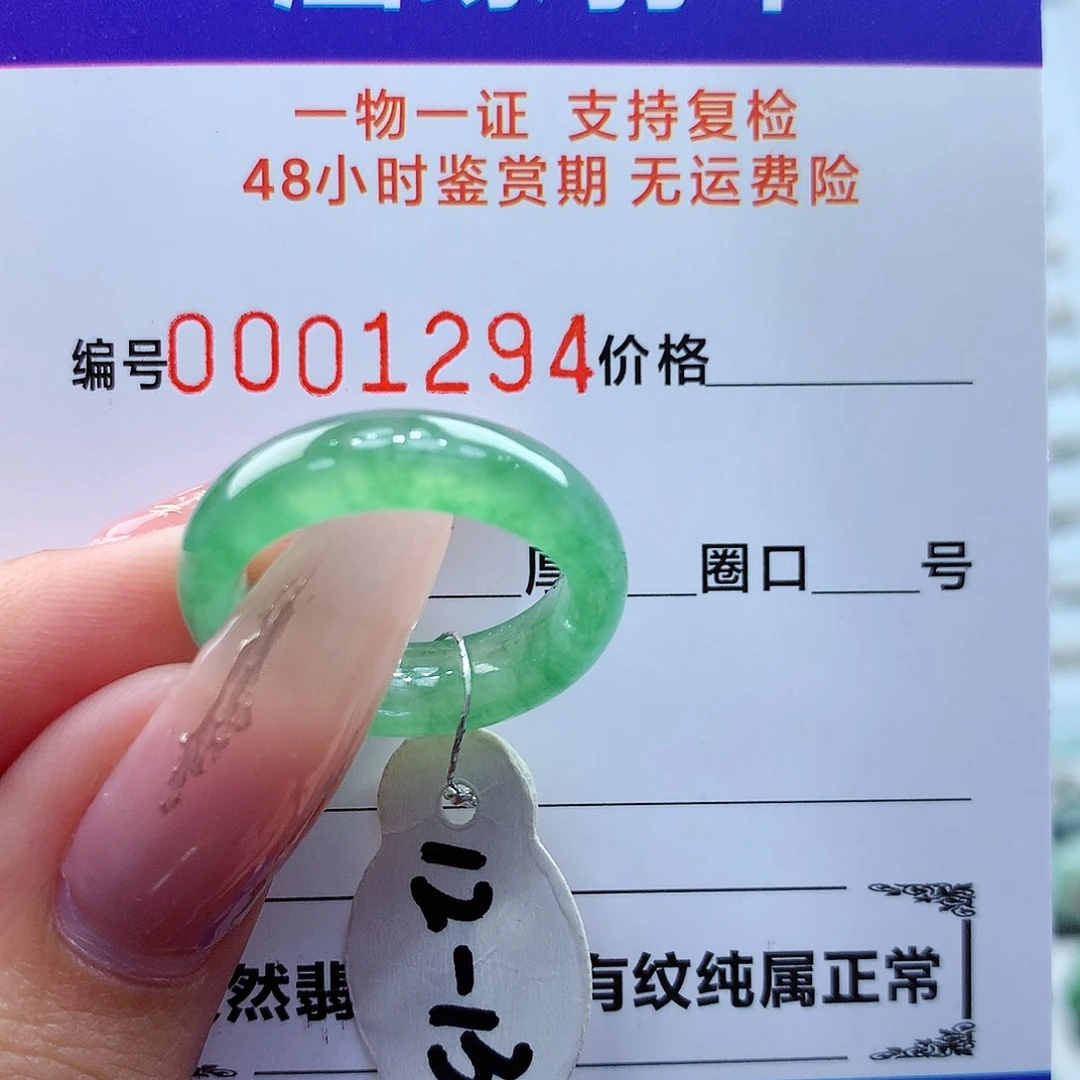 一物一证 支持复检
48小时鉴赏期 无运费险
编号0001294价格
厚 圈口 号
然翡 有纹纯属正常
12-13